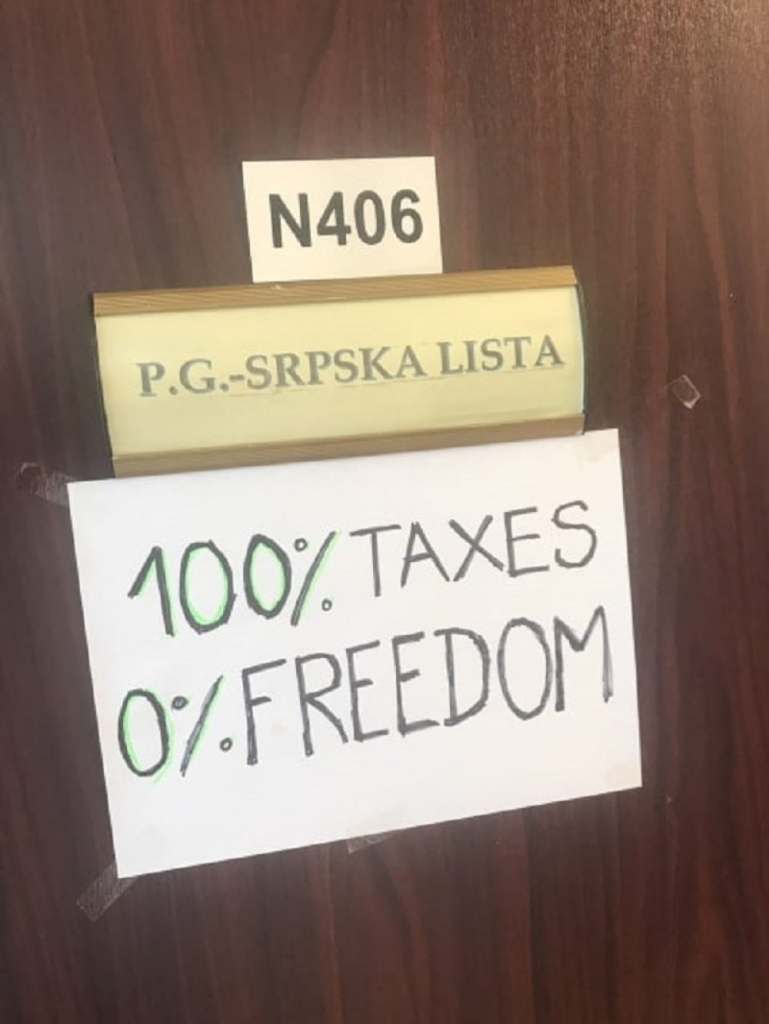 N406
P.G.-SRPSKA LISTA
100% TAXES
0% FREEDOM